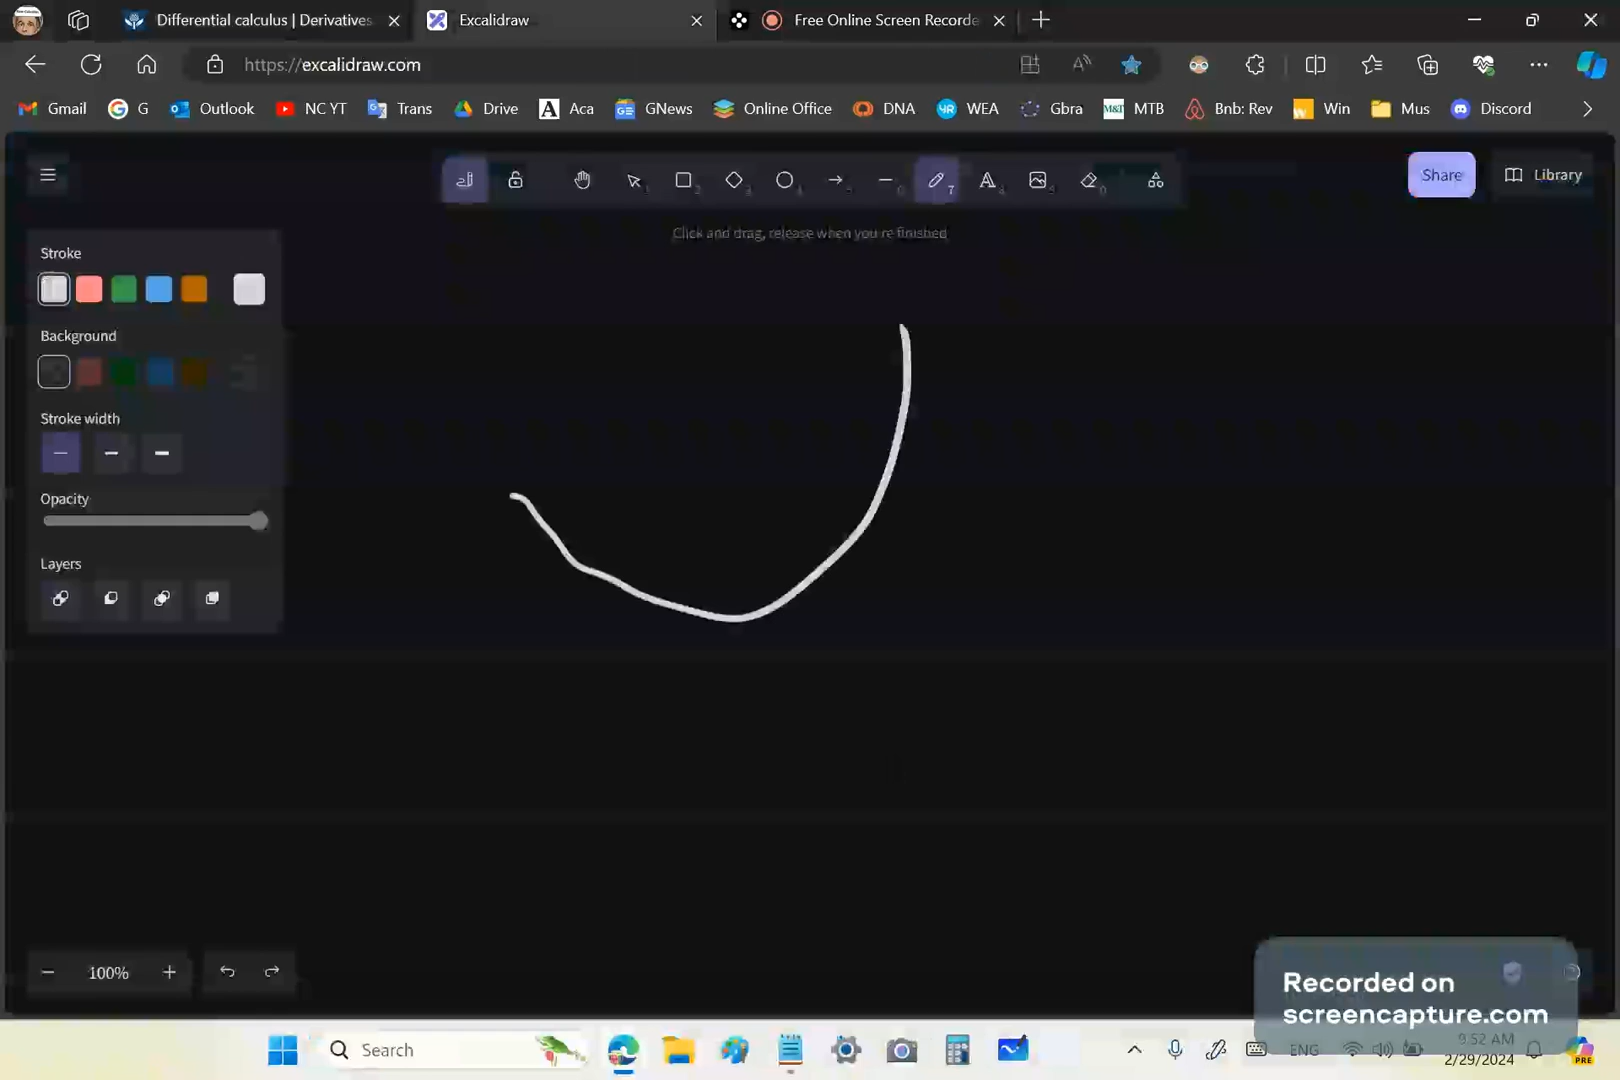 Differential calculus | Derivatives
Excalidraw
Free Online Screen Recorde
https://excalidraw.com
Gmail
G
Outlook
NC YT
Trans
Drive
Aca
GNews
Online Office
DNA
WEA
Gbra
MTB
Bnb: Rev
Win
Mus
Discord
Share
Library
Click and drag, release when you're finished
Stroke
Background
Stroke width
Opacity
Layers
100%
Recorded on
screencapture.com
Search
ENG
9:52 AM
2/29/2024
PRE